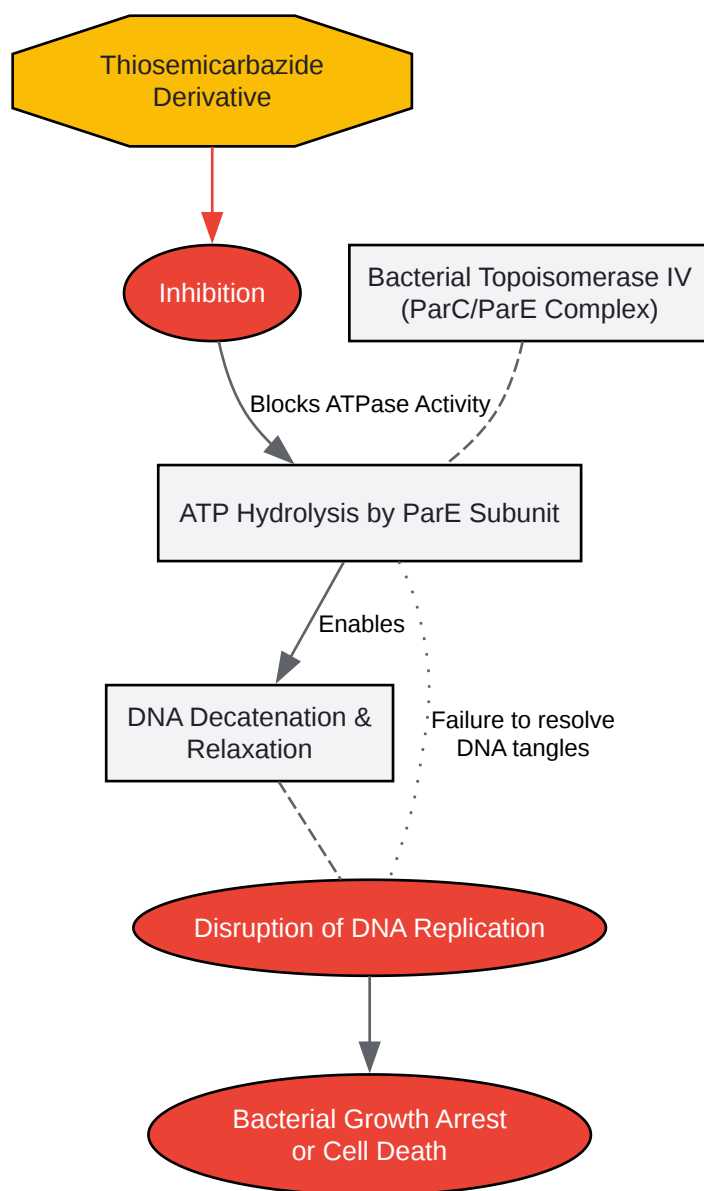 Thiosemicarbazide
Derivative
Inhibition
Bacterial Topoisomerase IV
(ParC/ParE Complex)
Blocks ATPase Activity
ATP Hydrolysis by ParE Subunit
Enables
DNA Decatenation &
Relaxation
Failure to resolve
DNA tangles
Disruption of DNA Replication
Bacterial Growth Arrest
or Cell Death